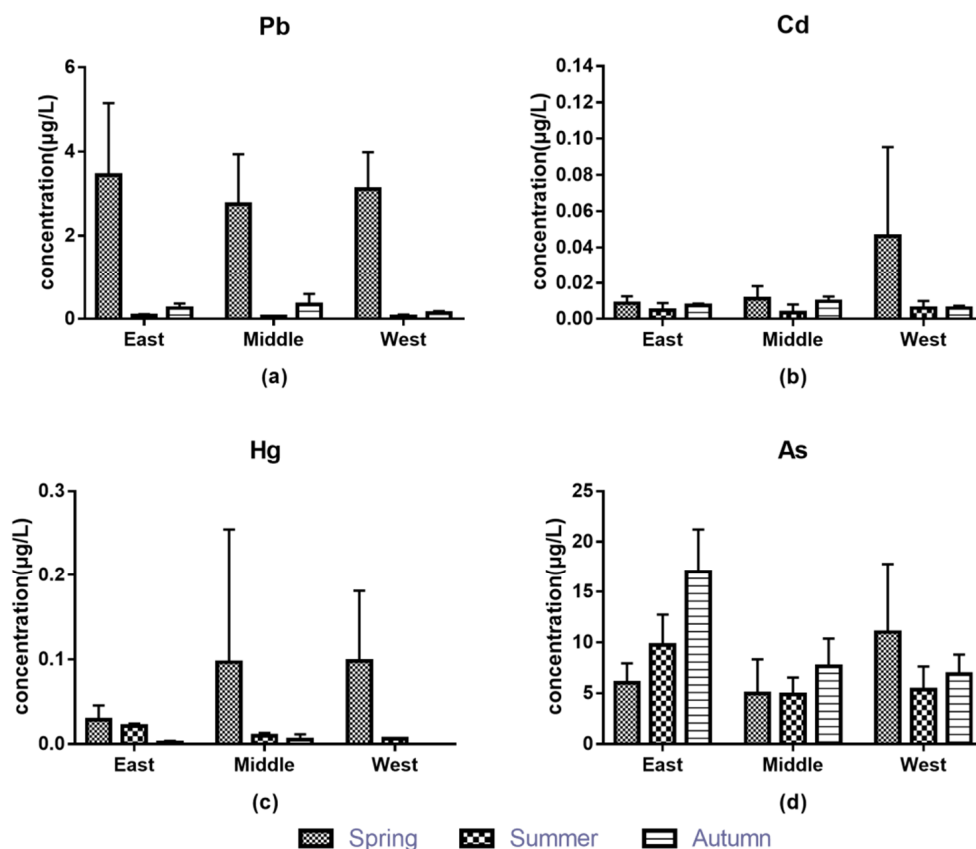 Pb
concentration(µg/L)
6
4
2
0
East Middle West
(a)
Cd
concentration(µg/L)
0.14
0.12
0.10
0.08
0.06
0.04
0.02
0.00
East Middle West
(b)
Hg
concentration(µg/L)
0.3
0.2
0.1
0.0
East Middle West
(c)
As
concentration(µg/L)
25
20
15
10
5
0
East Middle West
(d)
Spring Summer Autumn